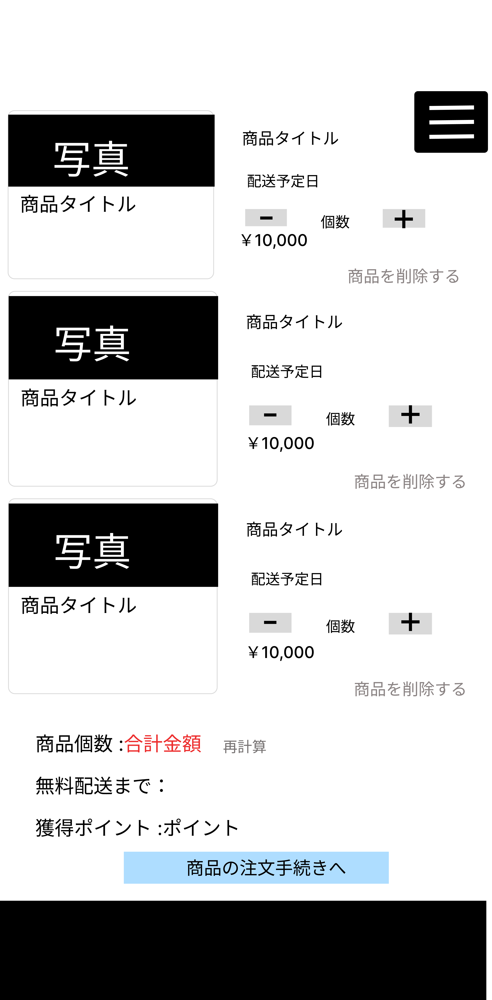 写真
商品タイトル
商品タイトル
配送予定日
- 個数 +
￥10,000
商品を削除する
写真
商品タイトル
商品タイトル
配送予定日
- 個数 +
￥10,000
商品を削除する
写真
商品タイトル
商品タイトル
配送予定日
- 個数 +
￥10,000
商品を削除する
商品個数 :合計金額 再計算
無料配送まで：
獲得ポイント :ポイント
商品の注文手続きへ